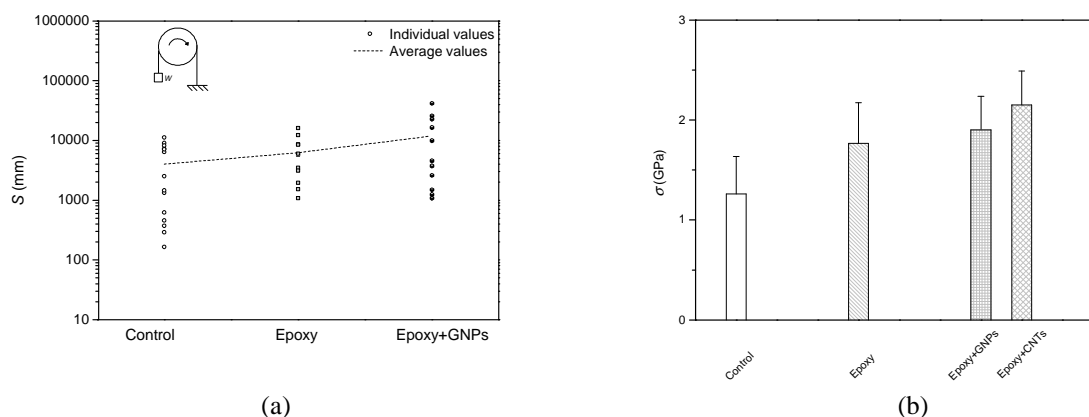 1000000
100000
10000
1000
100
10
S (mm)
w
Individual values
Average values
Control
Epoxy
Epoxy+GNPs
(a)
3
2
1
0
σ (GPa)
Control
Epoxy
Epoxy+GNPs
Epoxy+CNTs
(b)